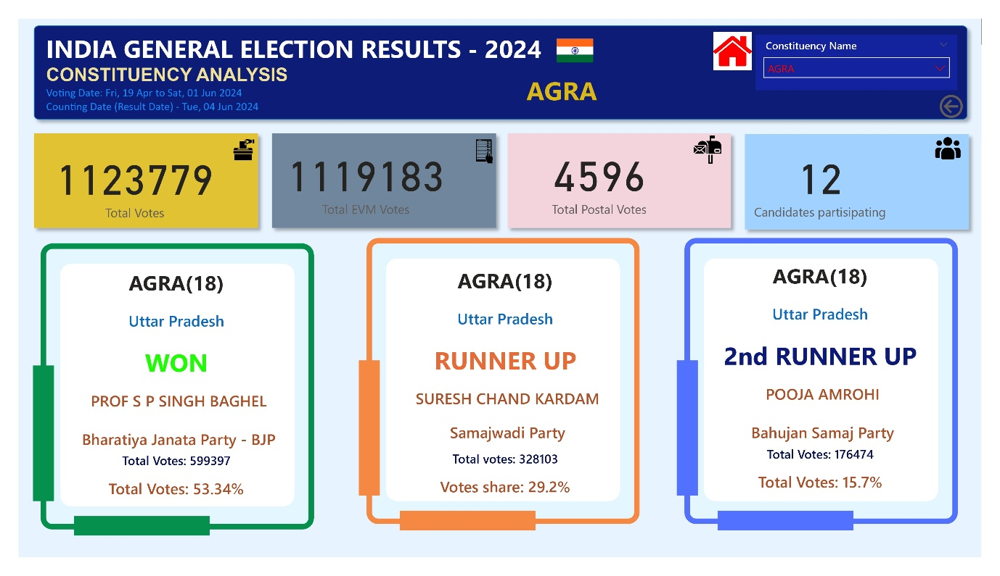 INDIA GENERAL ELECTION RESULTS - 2024
CONSTITUENCY ANALYSIS
Voting Date: Fri, 19 Apr to Sat, 01 Jun 2024
Counting Date (Result Date) - Tue, 04 Jun 2024
AGRA
Constituency Name
AGRA
1123779
Total Votes
1119183
Total EVM Votes
4596
Total Postal Votes
12
Candidates partisipating
AGRA(18)
Uttar Pradesh
WON
PROF S P SINGH BAGHEL
Bharatiya Janata Party - BJP
Total Votes: 599397
Total Votes: 53.34%
AGRA(18)
Uttar Pradesh
RUNNER UP
SURESH CHAND KARDAM
Samajwadi Party
Total votes: 328103
Votes share: 29.2%
AGRA(18)
Uttar Pradesh
2nd RUNNER UP
POOJA AMROHI
Bahujan Samaj Party
Total Votes: 176474
Total Votes: 15.7%